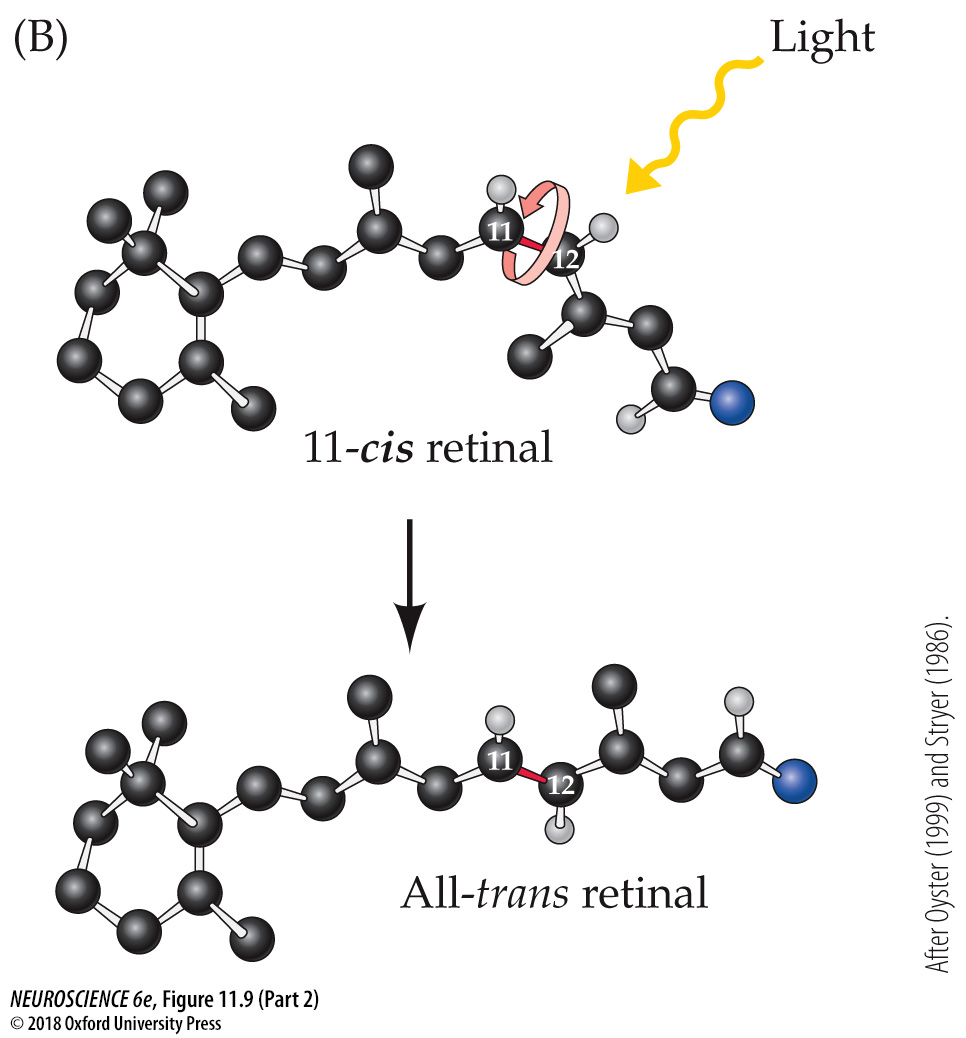 (B)
Light
11
12
11-cis retinal
11
12
All-trans retinal
After Oyster (1999) and Stryer (1986).
NEUROSCIENCE 6e, Figure 11.9 (Part 2)
© 2018 Oxford University Press